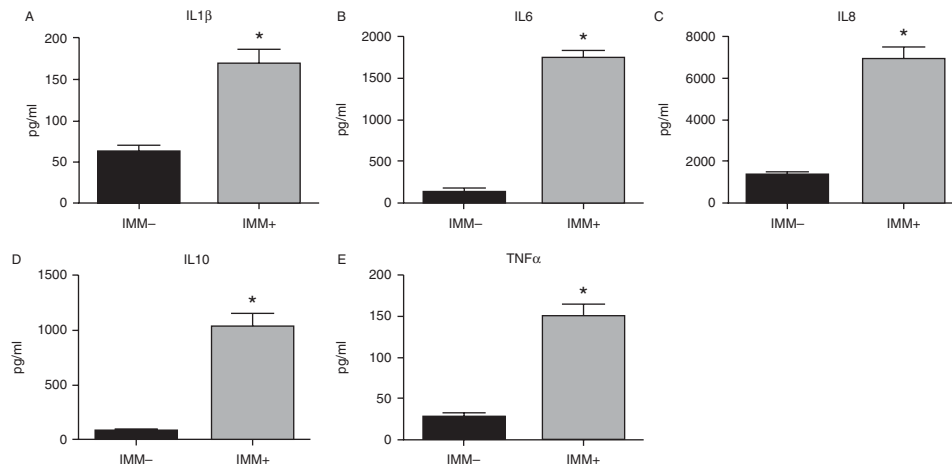 A
IL1β
*
200
150
100
50
0
pg/ml
IMM–
IMM+
B
IL6
*
2000
1500
1000
500
0
pg/ml
IMM–
IMM+
C
IL8
*
8000
6000
4000
2000
0
pg/ml
IMM–
IMM+
D
IL10
*
1500
1000
500
0
pg/ml
IMM–
IMM+
E
TNFα
*
200
150
100
50
0
pg/ml
IMM–
IMM+